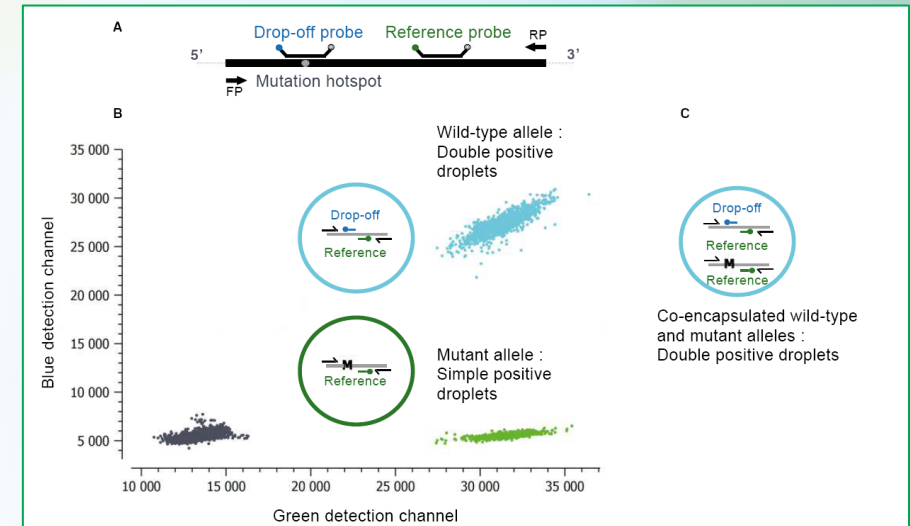 A
Drop-off probe
Reference probe
RP
5’
3’
FP
Mutation hotspot
B
C
Wild-type allele :
Double positive
droplets
35 000
30 000
25 000
20 000
15 000
10 000
5 000
Blue detection channel
Drop-off
Reference
M
Reference
Mutant allele :
Simple positive
droplets
10 000
15 000
20 000
25 000
30 000
35 000
Green detection channel
Drop-off
Reference
M
Reference
Co-encapsulated wild-type
and mutant alleles :
Double positive droplets